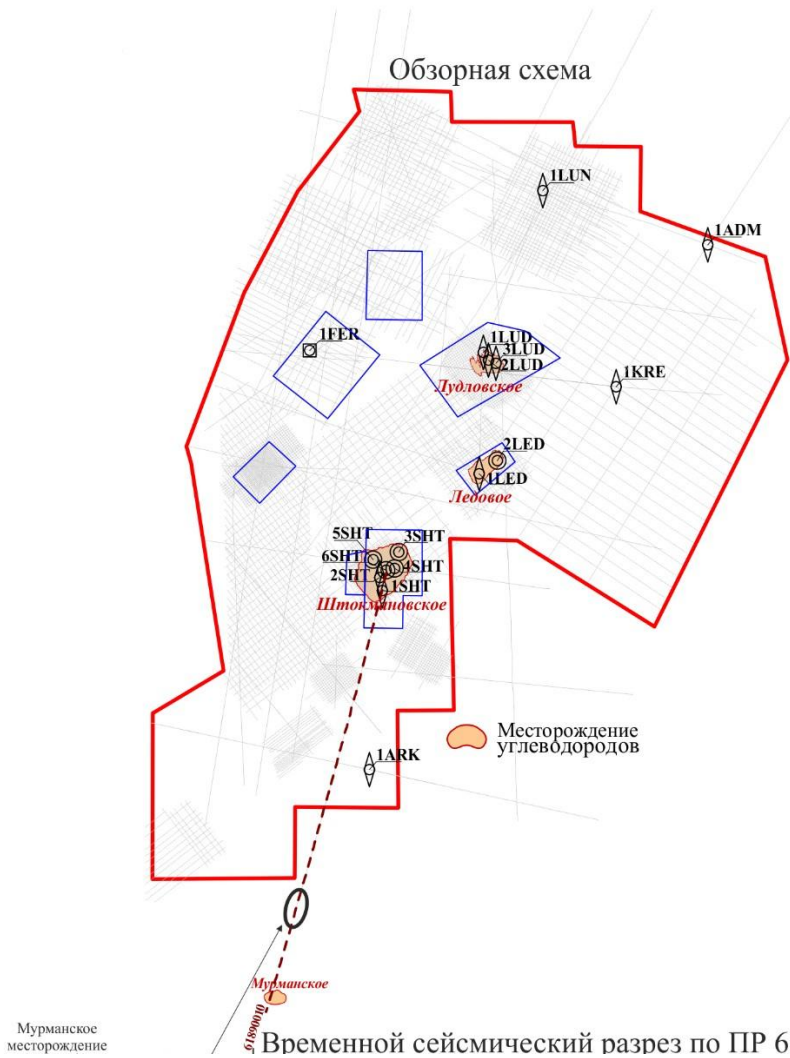 Обзорная схема
1LUN
1ADM
1FER
1LUD
3LUD
2LUD
Лудловское
1KRE
2LED
1LED
Ледовое
5SHT
3SHT
6SHT
4SHT
2SHT
1SHT
Штокмановское
Месторождение
углеводородов
1ARK
Мурманское
61890010
Мурманское
месторождение
Временной сейсмический разрез по ПР 6